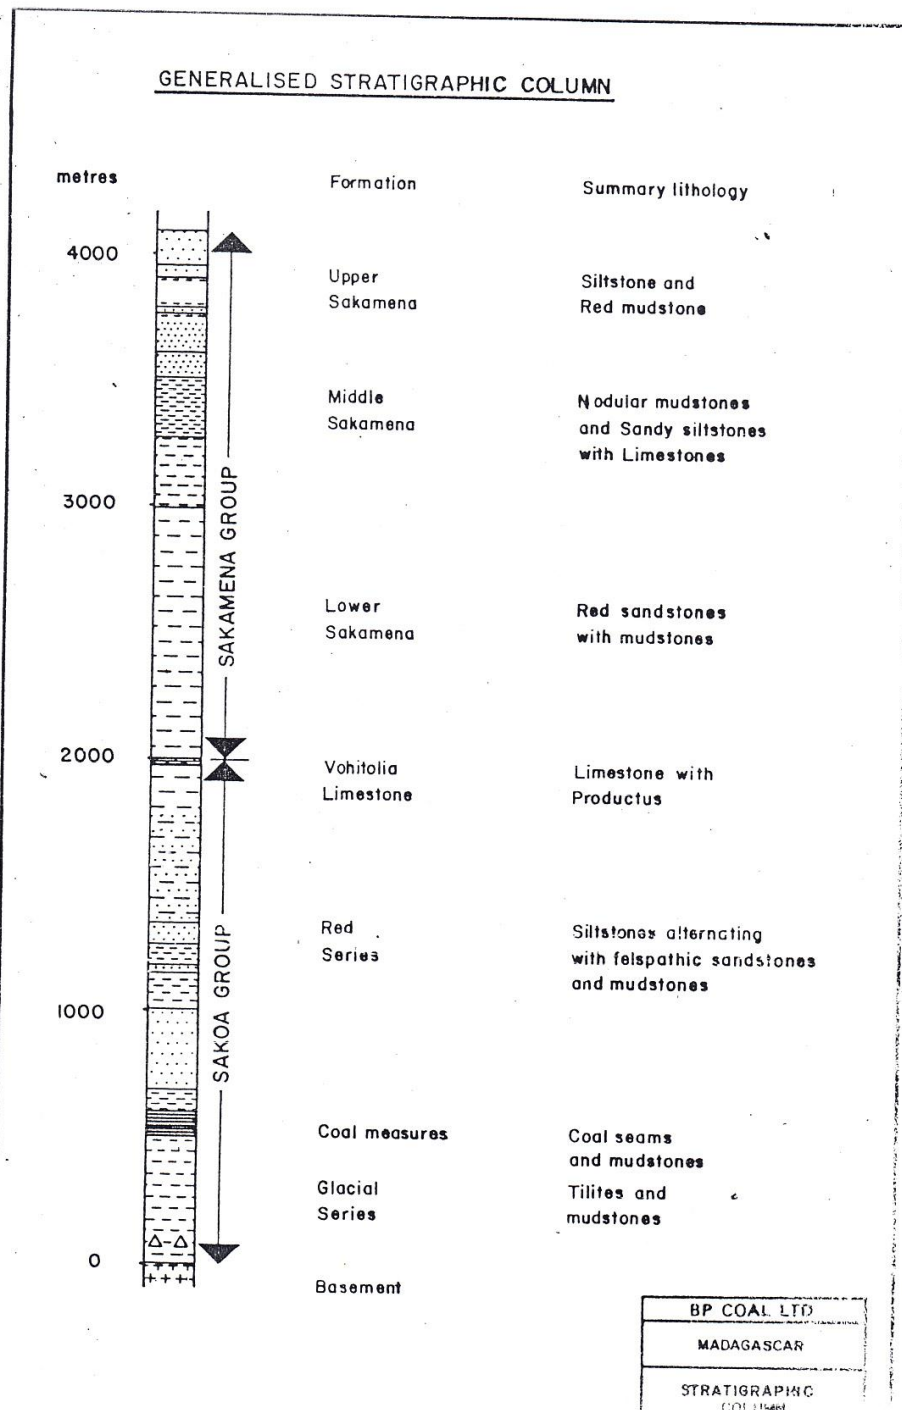 GENERALISED STRATIGRAPHIC COLUMN
metres
Formation
Summary lithology
4000
Upper
Sakamena
Siltstone and
Red mudstone
Middle
Sakamena
Nodular mudstones
and Sandy siltstones
with Limestones
3000
SAKAMENA GROUP
Lower
Sakamena
Red sandstones
with mudstones
2000
Vohitolia
Limestone
Limestone with
Productus
Red
Series
Siltstones alternating
with felspathic sandstones
and mudstones
1000
SAKOA GROUP
Coal measures
Coal seams
and mudstones
Glacial
Series
Tilites and
mudstones
0
Basement
BP COAL LTD
MADAGASCAR
STRATIGRAPHIC
COLUMN